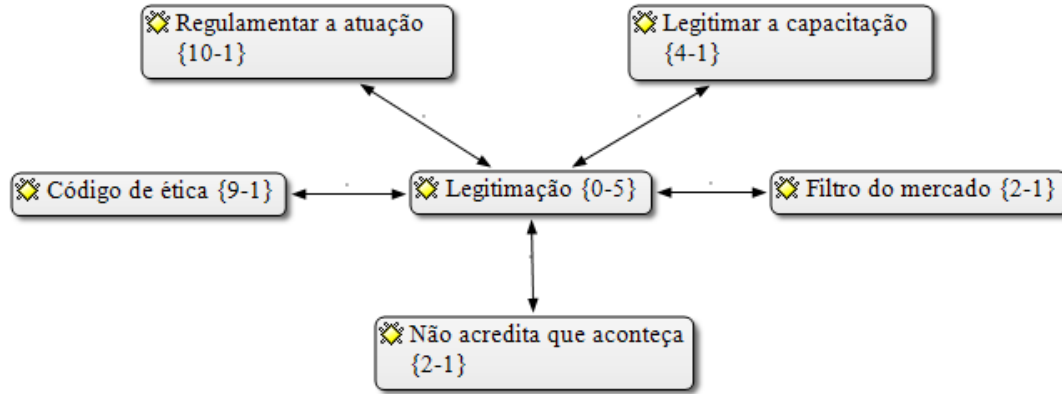 Regulamentar a atuação
{10-1}
Legitimar a capacitação
{4-1}
Código de ética {9-1}
Legitimação {0-5}
Filtro do mercado {2-1}
Não acredita que aconteça
{2-1}